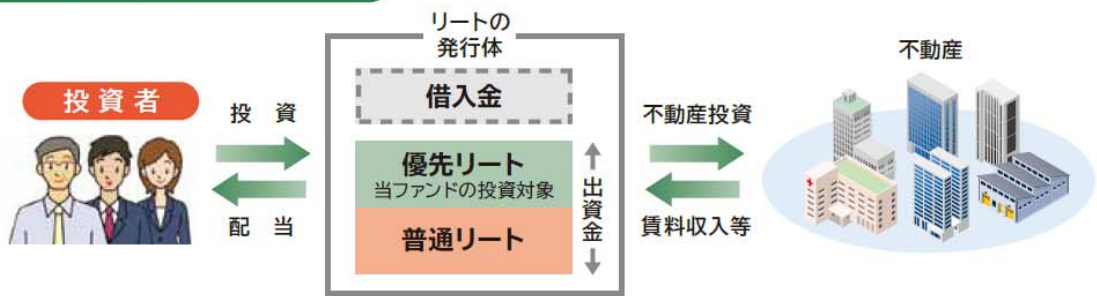 リートの
発行体
不動産
投資者
投 資
配 当
借入金
優先リート
当ファンドの投資対象
普通リート
出資金
不動産投資
賃料収入等